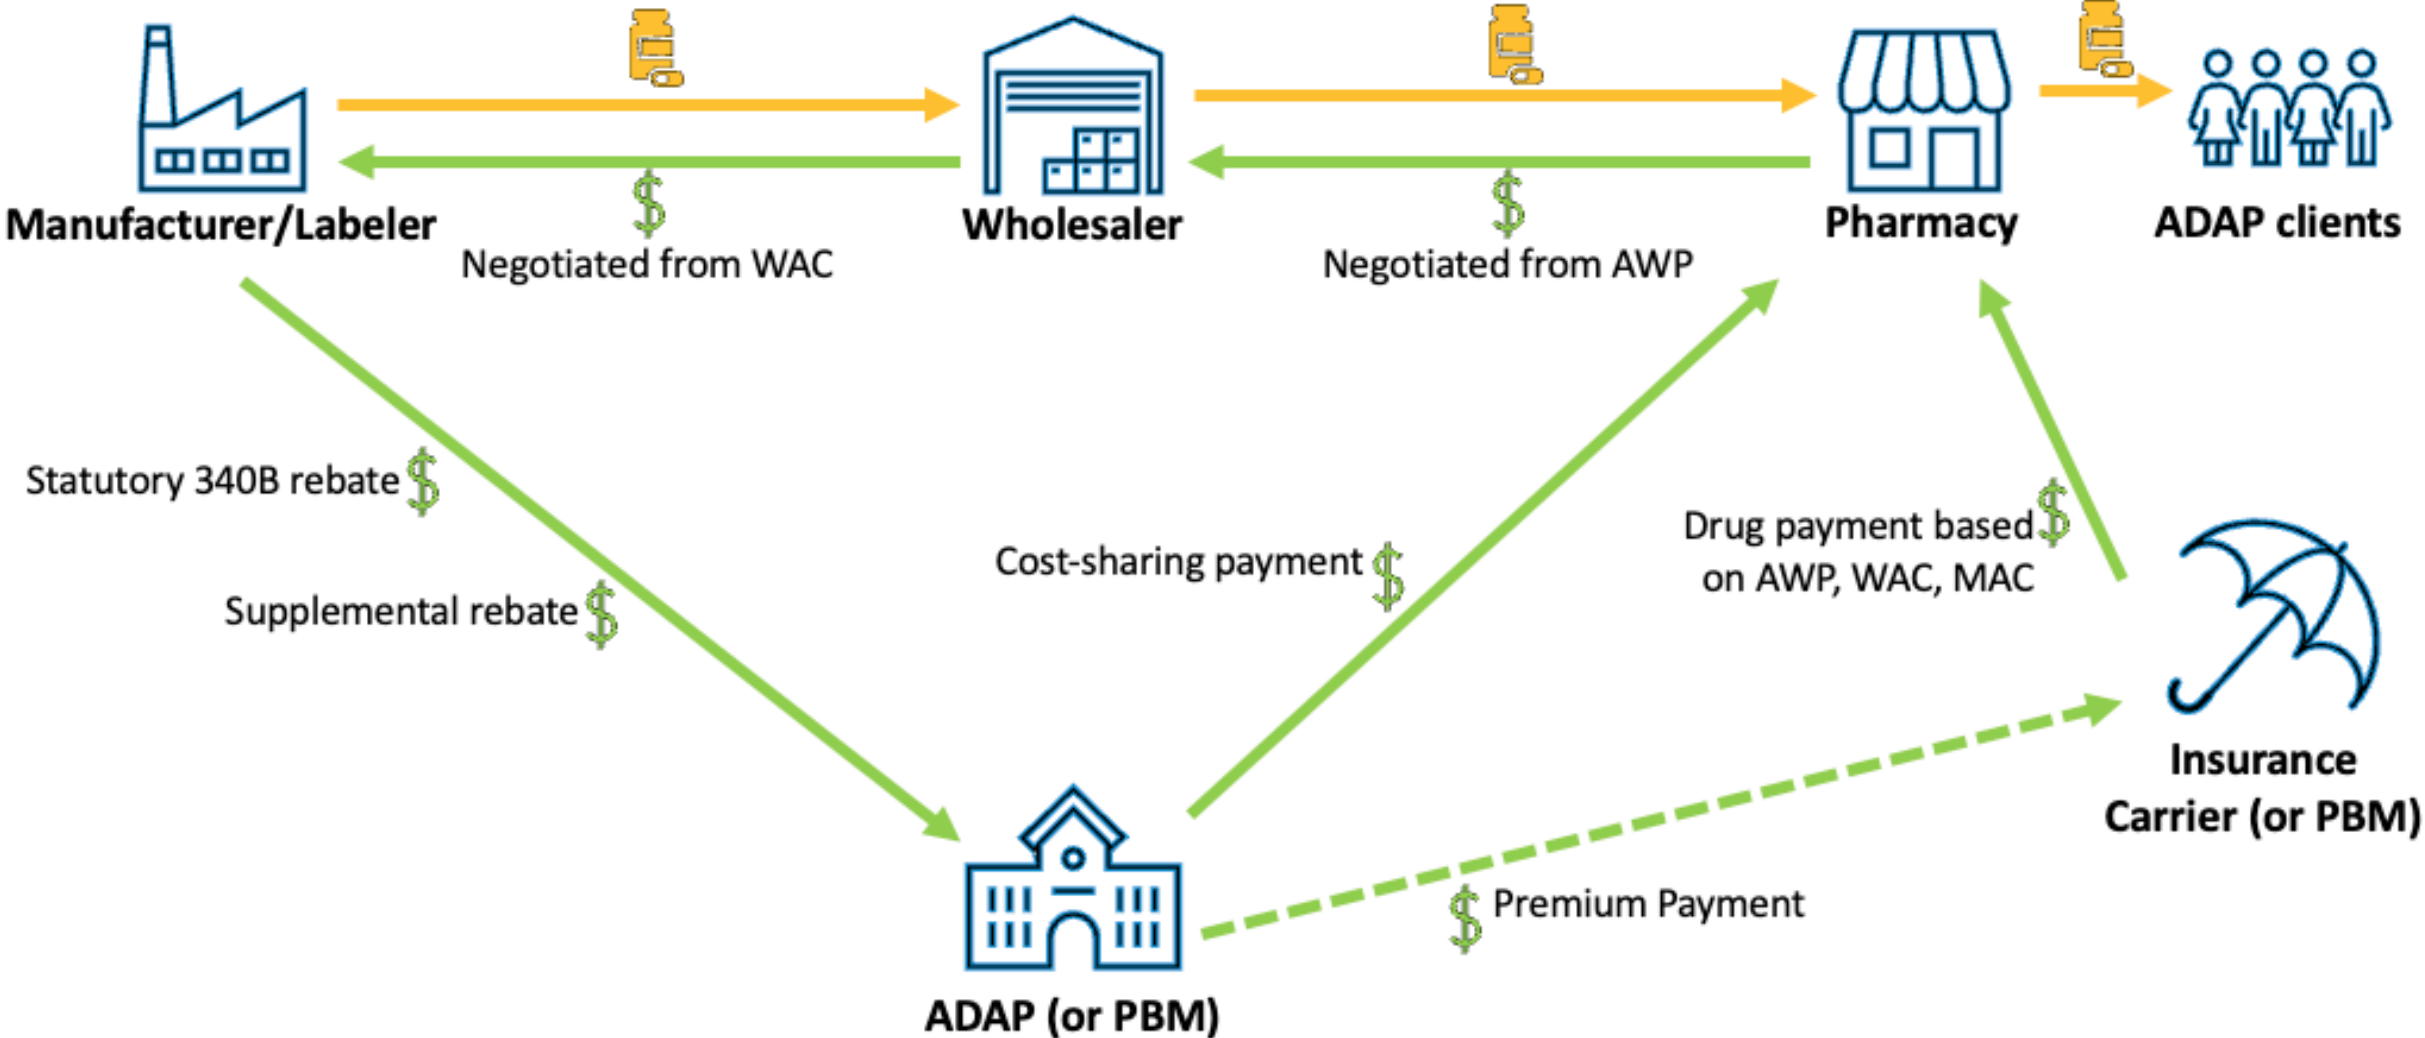 Manufacturer/Labeler
Wholesaler
Pharmacy
ADAP clients
$
Negotiated from WAC
$
Negotiated from AWP
Statutory 340B rebate $
Supplemental rebate $
Cost-sharing payment $
Drug payment based $
on AWP, WAC, MAC
Insurance
Carrier (or PBM)
$ Premium Payment
ADAP (or PBM)